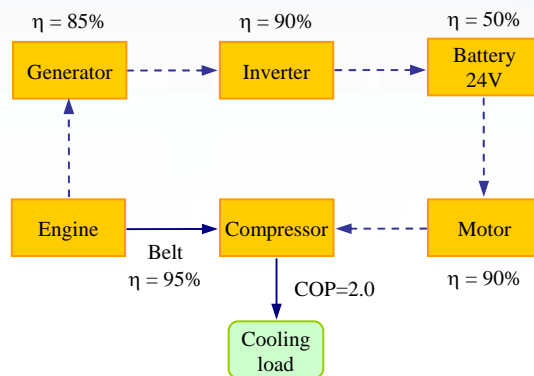 η = 85%
η = 90%
η = 50%
Generator
Inverter
Battery
24V
Engine
Compressor
Motor
Belt
η = 95%
η = 90%
COP=2.0
Cooling
load